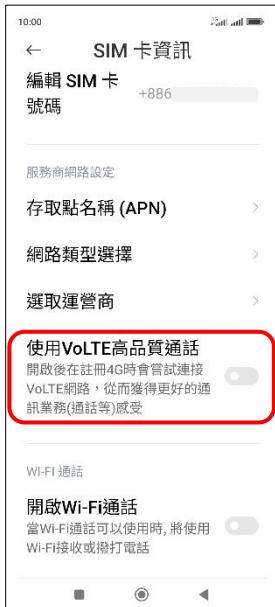 10:00
SIM 卡資訊
編輯 SIM 卡
號碼
+886
服務商網路設定
存取點名稱 (APN)
網路類型選擇
選取運營商
使用VoLTE高品質通話
開啟後在註冊4G時會嘗試連接
VoLTE網路，從而獲得更好的通
訊業務(通話等)感受
WI-FI 通話
開啟Wi-Fi通話
當Wi-Fi通話可以使用時, 將使用
Wi-Fi接收或撥打電話